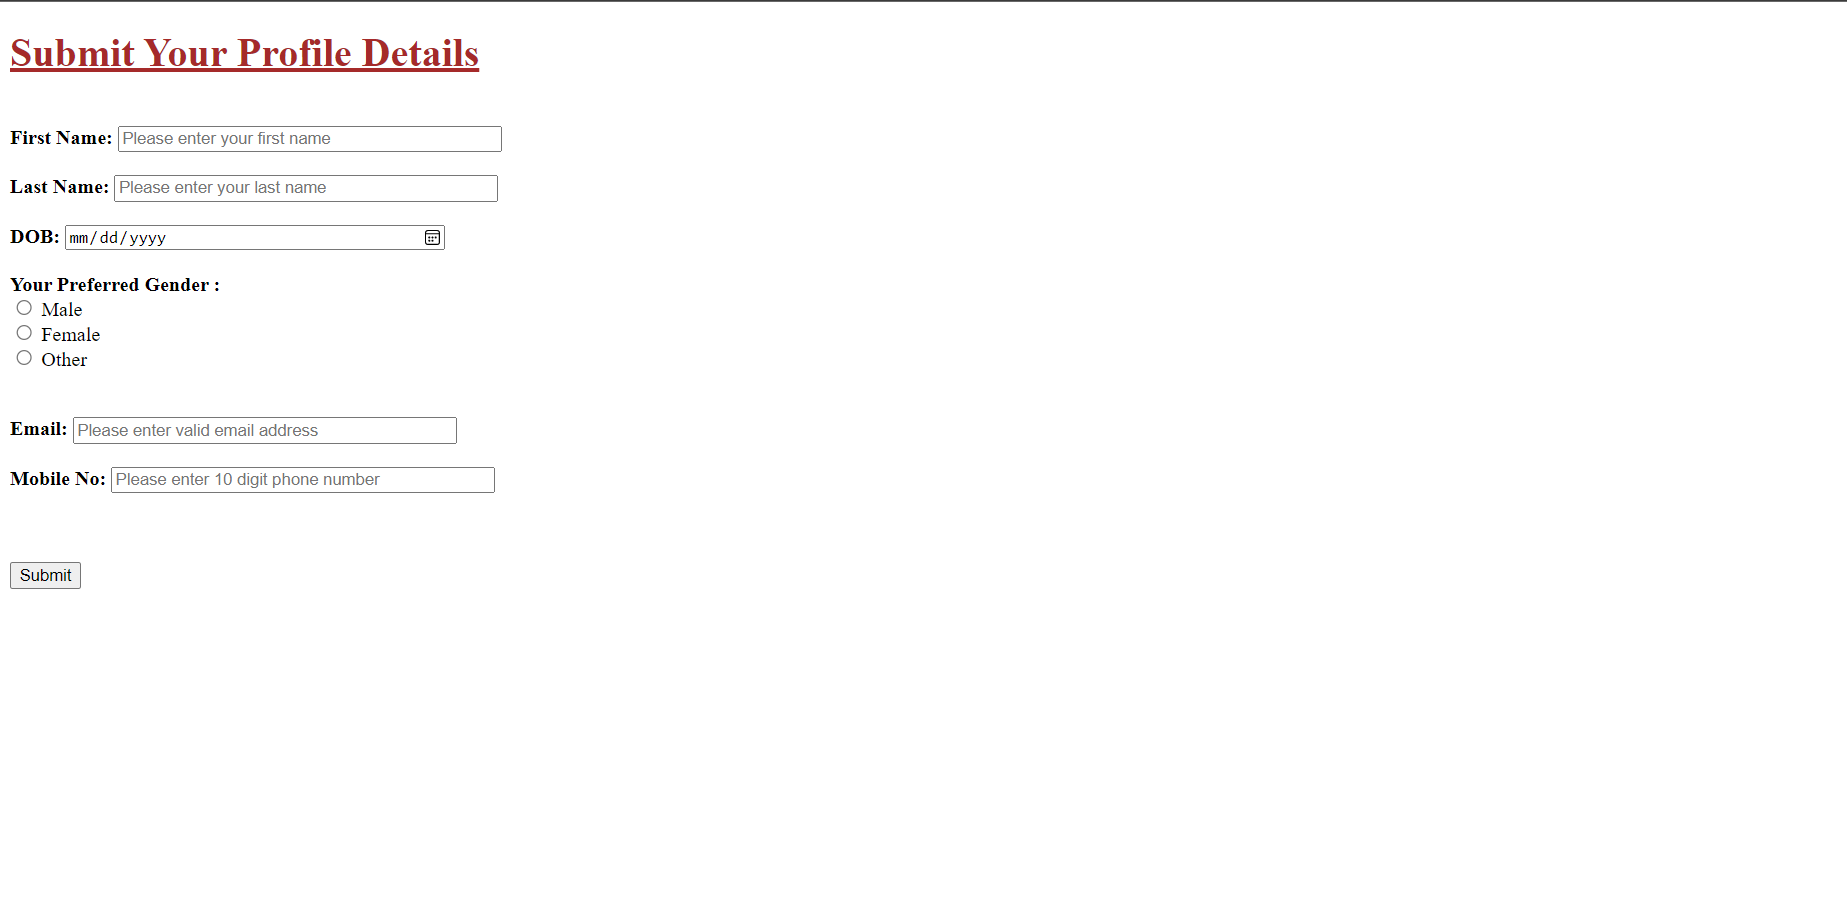 Submit Your Profile Details
First Name: Please enter your first name
Last Name: Please enter your last name
DOB: mm/dd/yyyy
Your Preferred Gender :
Male
Female
Other
Email: Please enter valid email address
Mobile No: Please enter 10 digit phone number
Submit